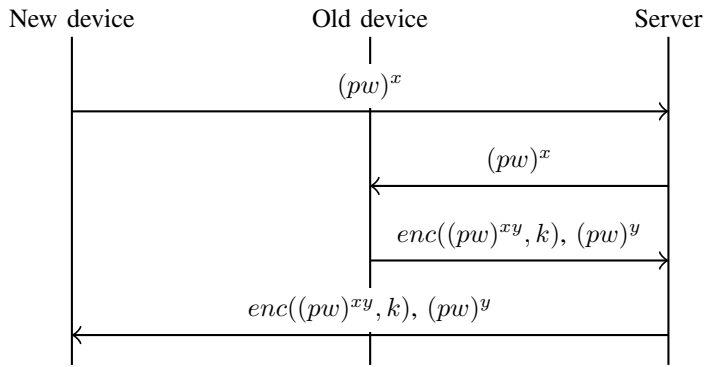 New device Old device Server
(pw)^x
(pw)^x
enc((pw)^{xy}, k), (pw)^y
enc((pw)^{xy}, k), (pw)^y